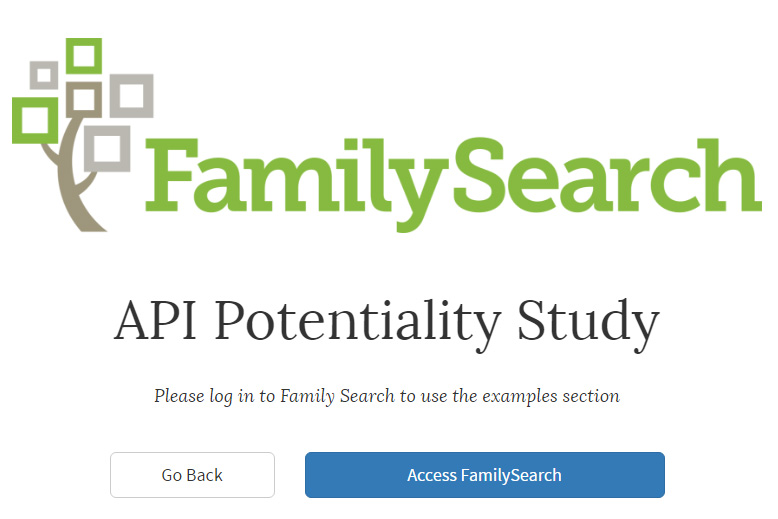 FamilySearch
API Potentiality Study
Please log in to Family Search to use the examples section
Go Back
Access FamilySearch